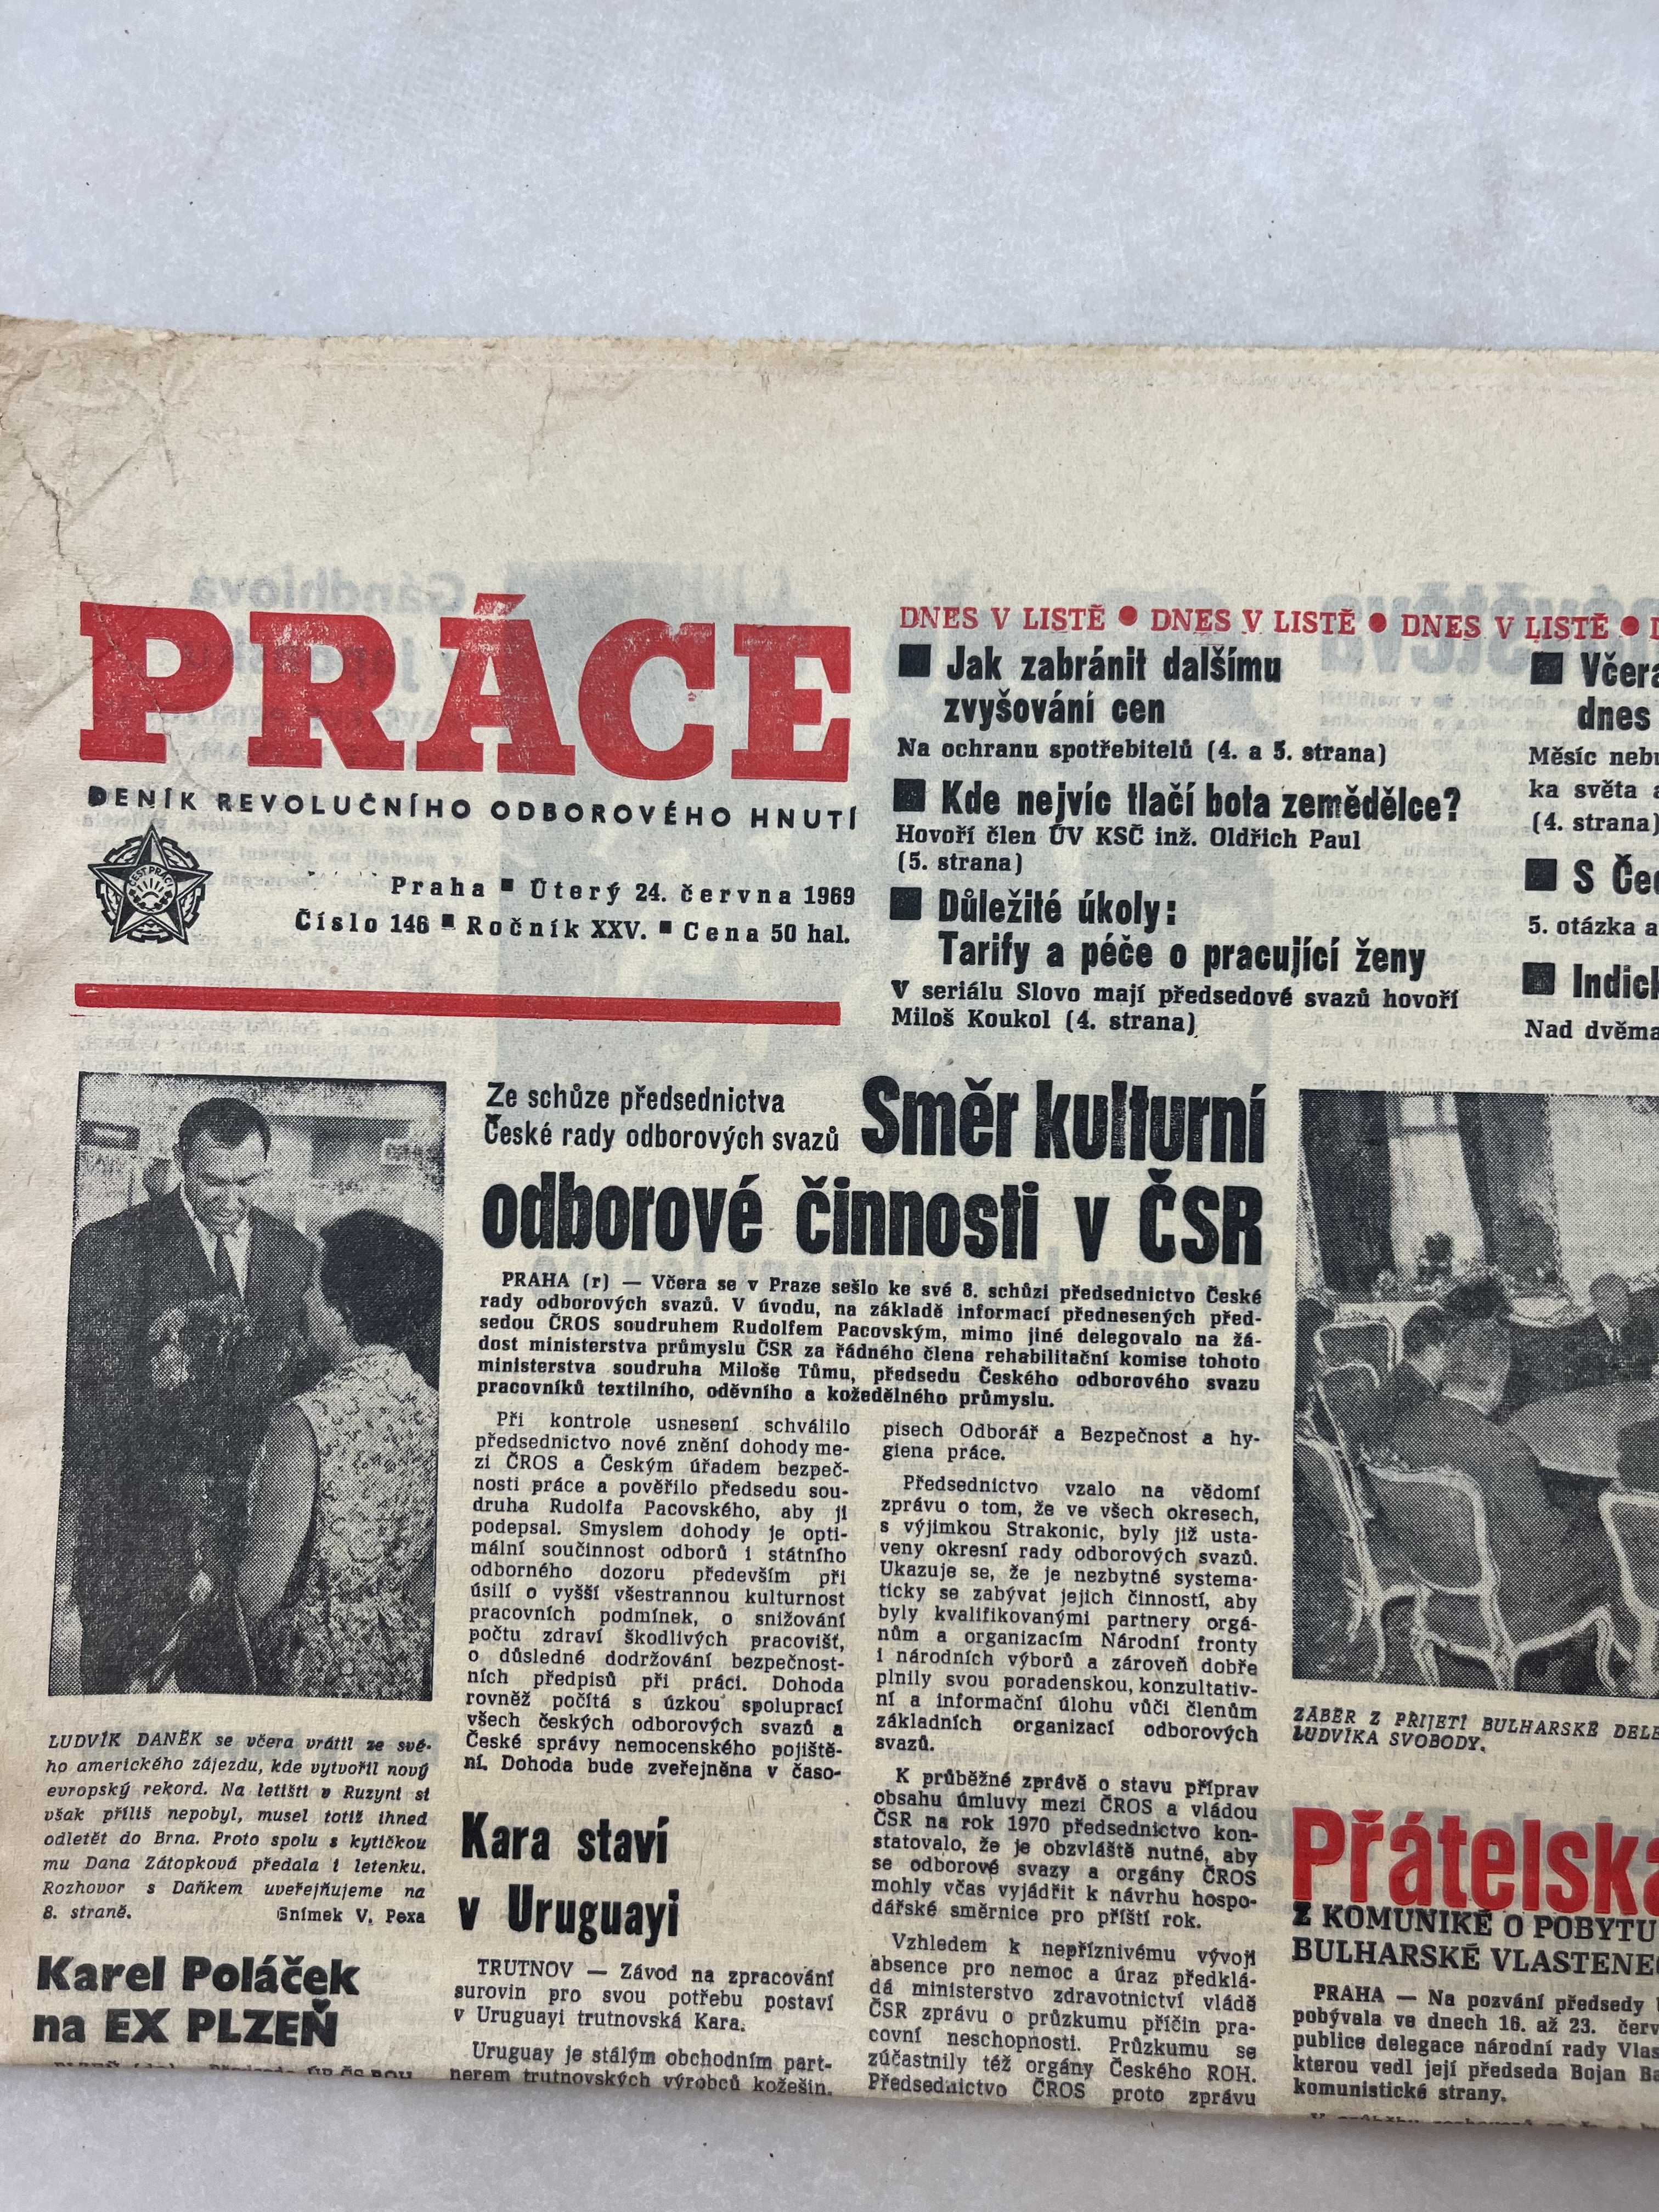 PRÁCE
DENÍK REVOLUČNÍHO ODBOROVÉHO HNUTÍ
ČEST PRÁCI
Praha ■ Úterý 24. června 1969
Číslo 146 ■ Ročník XXV. ■ Cena 50 hal.
DNES V LISTĚ ● DNES V LISTĚ ● DNES V LISTĚ ●
■ Jak zabránit dalšímu
zvyšování cen
Na ochranu spotřebitelů (4. a 5. strana)
■ Kde nejvíc tlačí bota zemědělce?
Hovoří člen ÚV KSČ inž. Oldřich Paul
(5. strana)
■ Důležité úkoly:
Tarify a péče o pracující ženy
V seriálu Slovo mají předsedové svazů hovoří
Miloš Koukol (4. strana)
■ Včera
dnes
Měsíc
ka světa
(4. strana)
■ S
5. otázka a
■
Nad dvěma
LUDVÍK DANĚK se včera vrátil ze své-
ho amerického zájezdu, kde vytvořil nový
evropský rekord. Na letišti v Ruzyni si
však příliš nepobyl, musel totiž ihned
odletět do Brna. Proto spolu s kytičkou
mu Dana Zátopková předala i letenku.
Rozhovor s Daňkem uveřejňujeme na
8. straně. Snímek V. Pexa
Karel Poláček
na EX PLZEŇ
Ze schůze předsednictva
České rady odborových svazů
Směr kulturní
odborové činnosti v ČSR
PRAHA (r) — Včera se v Praze sešlo ke své 8. schůzi předsednictvo České
rady odborových svazů. V úvodu, na základě informací přednesených před-
sedou ČROS soudruhem Rudolfem Pacovským, mimo jiné delegovalo na žá-
dost ministerstva průmyslu ČSR za řádného člena rehabilitační komise tohoto
ministerstva soudruha Miloše Tůmu, předsedu Českého odborového svazu
pracovníků textilního, oděvního a kožedělného průmyslu.
Při kontrole usnesení schválilo
předsednictvo nové znění dohody me-
zi ČROS a Českým úřadem bezpeč-
nosti práce a pověřilo předsedu sou-
druha Rudolfa Pacovského, aby ji
podepsal. Smyslem dohody je opti-
mální součinnost odborů i státního
odborného dozoru především při
úsilí o vyšší všestrannou kulturnost
pracovních podmínek, o snižování
počtu zdraví škodlivých pracovišť,
o důsledné dodržování bezpečnost-
ních předpisů při práci. Dohoda
rovněž počítá s úzkou spoluprací
všech českých odborových svazů a
České správy nemocenského pojiště-
ní. Dohoda bude zveřejněna v časo-
pisech Odborář a Bezpečnost a hy-
giena práce.
Předsednictvo vzalo na vědomí
zprávu o tom, že ve všech okresech,
s výjimkou Strakonic, byly již usta-
veny okresní rady odborových svazů.
Ukazuje se, že je nezbytné systema-
ticky se zabývat jejich činností, aby
byly kvalifikovanými partnery orgá-
nům a organizacím Národní fronty
i národních výborů a zároveň dobře
plnily svou poradenskou, konzultativ-
ní a informační úlohu vůči členům
základních organizací odborových
svazů.
K průběžné zprávě o stavu příprav
obsahu úmluvy mezi ČROS a vládou
ČSR na rok 1970 předsednictvo kon-
statovalo, že je obzvláště nutné, aby
se odborové svazy a orgány ČROS
mohly včas vyjádřit k návrhu hospo-
dářské směrnice pro příští rok.
Vzhledem k nepříznivému vývoji
absence pro nemoc a úraz předklá-
dá ministerstvo zdravotnictví vládě
ČSR zprávu o průzkumu příčin pra-
covní neschopnosti. Průzkumu se
zúčastnily též orgány Českého ROH.
Předsednictvo ČROS proto zprávu
Kara staví
v Uruguayi
TRUTNOV — Závod na zpracování
surovin pro svou potřebu postaví
v Uruguayi trutnovská Kara.
Uruguay je stálým obchodním part-
nerem trutnovských výrobců kožešin.
ZÁBĚR Z PŘIJETÍ BULHARSKÉ
LUDVÍKA SVOBODY.
Přátelská
Z KOMUNIKÉ O POBYTU
BULHARSKÉ
PRAHA — Na pozvání předsedy
pobývala ve dnech 16. až 23.
publice delegace národní rady
kterou vedl její předseda Bojan
komunistické strany.